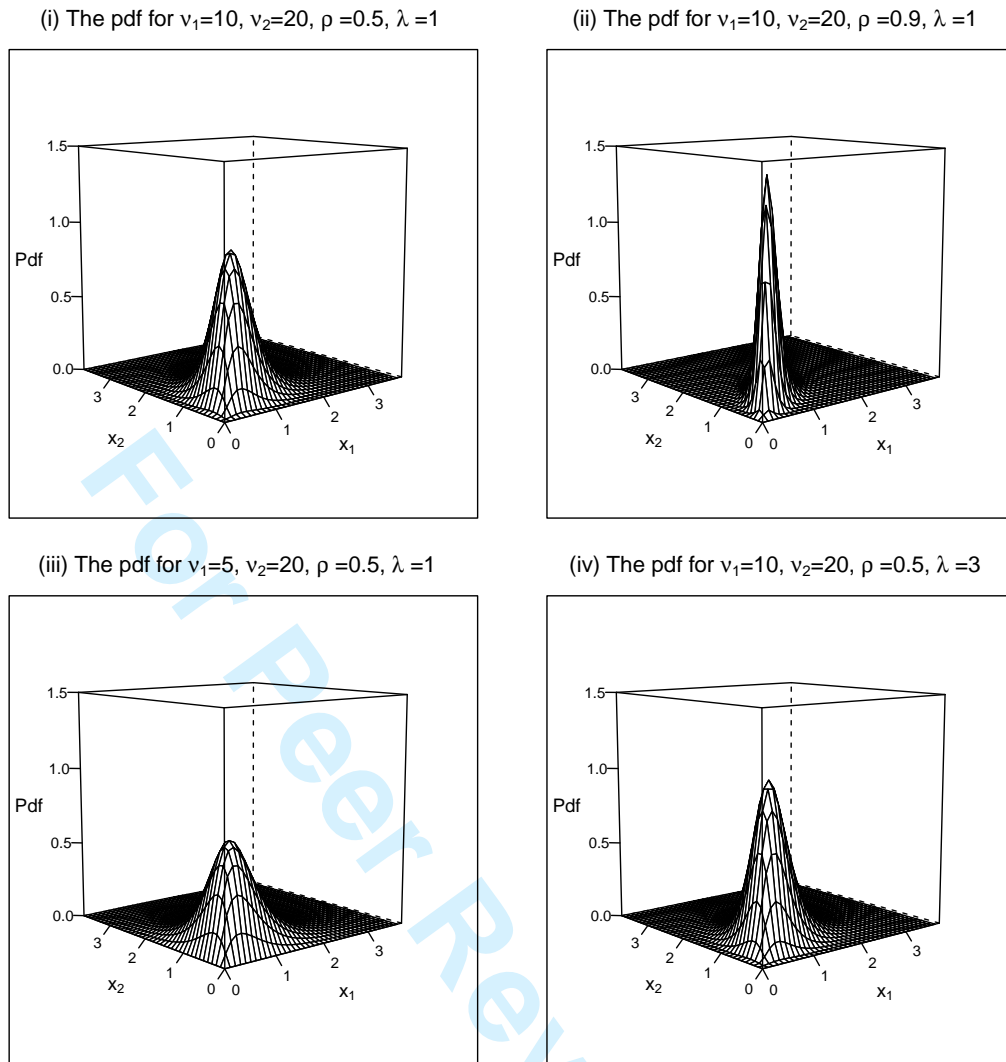 (i) The pdf for ν₁=10, ν₂=20, ρ =0.5, λ =1
1.5
1.0
Pdf
0.5
0.0
3
2
1
0
x₂
0
1
2
3
x₁
(ii) The pdf for ν₁=10, ν₂=20, ρ =0.9, λ =1
1.5
1.0
Pdf
0.5
0.0
3
2
1
0
x₂
0
1
2
3
x₁
(iii) The pdf for ν₁=5, ν₂=20, ρ =0.5, λ =1
1.5
1.0
Pdf
0.5
0.0
3
2
1
0
x₂
0
1
2
3
x₁
(iv) The pdf for ν₁=10, ν₂=20, ρ =0.5, λ =3
1.5
1.0
Pdf
0.5
0.0
3
2
1
0
x₂
0
1
2
3
x₁
For Peer Rev